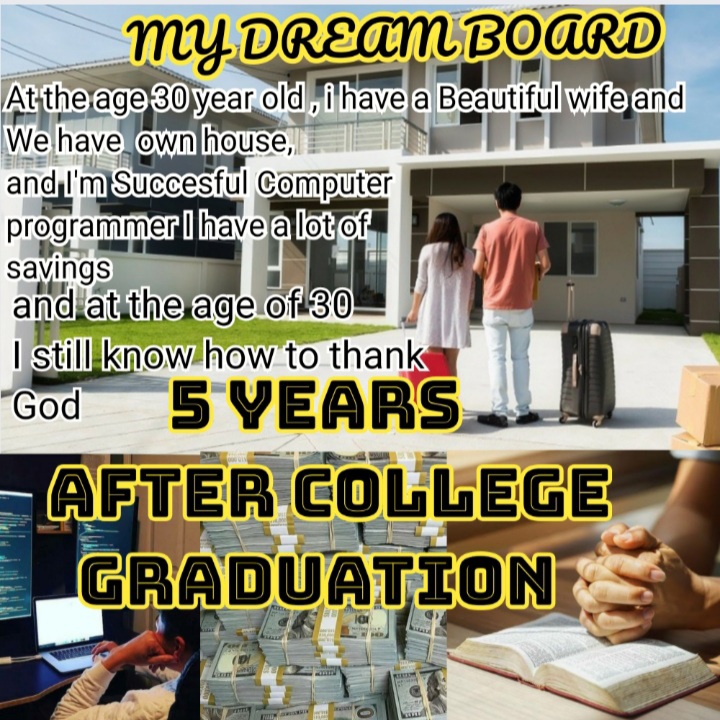 MY DREAM BOARD
At the age 30 year old , i have a Beautiful wife and
We have own house,
and I'm Succesful Computer
programmer I have a lot of
savings
and at the age of 30
I still know how to thank
God
5 YEARS
AFTER COLLEGE
GRADUATION